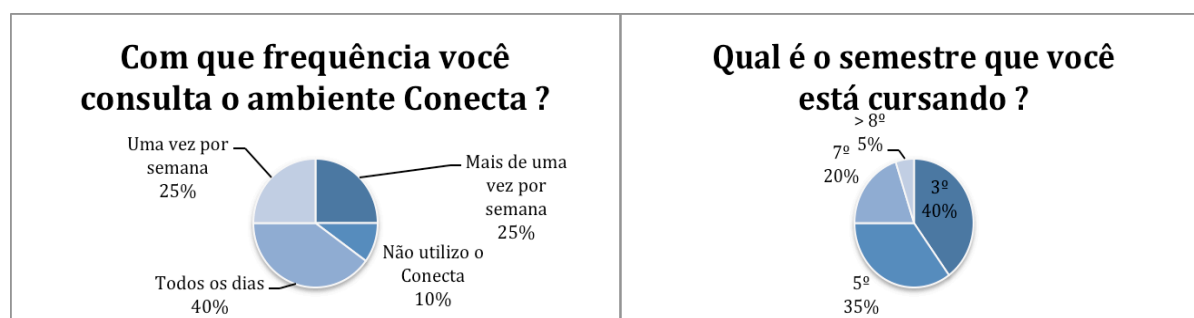 Com que frequência você
consulta o ambiente Conecta ?
Uma vez por
semana
25%
Mais de uma
vez por
semana
25%
Não utilizo o
Conecta
10%
Todos os dias
40%
Qual é o semestre que você
está cursando ?
> 8º
5%
7º
20%
3º
40%
5º
35%